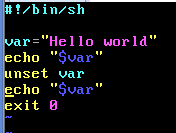 #!/bin/sh
var="Hello world"
echo "$var"
unset var
echo "$var"
exit 0
~